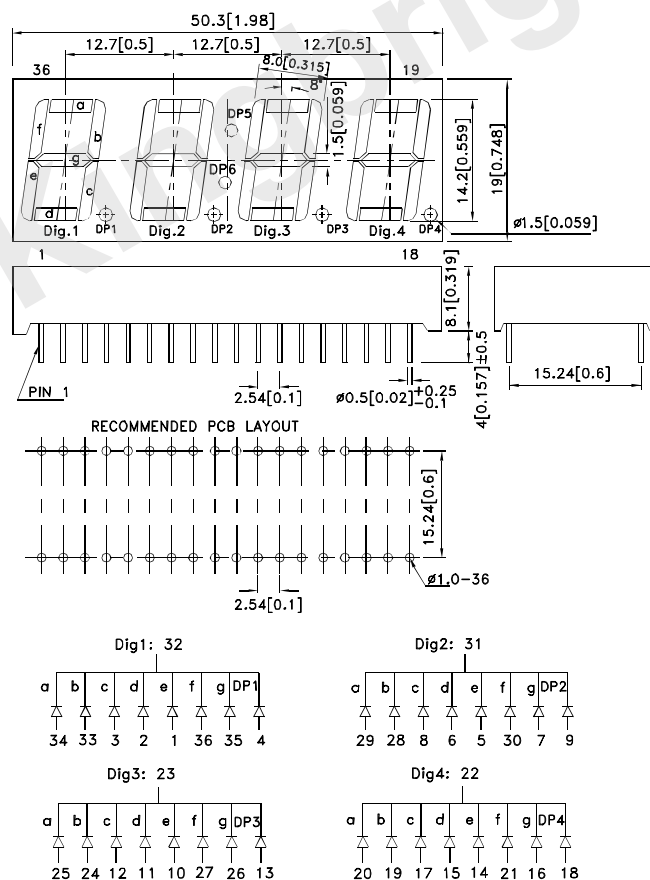 50.3[1.98]
12.7[0.5] 12.7[0.5] 12.7[0.5]
8.0[0.315]
36 19
8°
a
f b
g
e c
d
DP5
DP6
1.5[0.059]
14.2[0.559]
19[0.748]
Dig.1 DP1 Dig.2 DP2 Dig.3 DP3 Dig.4 DP4
ø1.5[0.059]
1 18
8.1[0.319]
4[0.157]±0.5
15.24[0.6]
PIN 1
2.54[0.1]
ø0.5[0.02]+0.25
-0.1
RECOMMENDED PCB LAYOUT
15.24[0.6]
ø1.0-36
2.54[0.1]
Dig1: 32
a b c d e f g DP1
34 33 3 2 1 36 35 4
Dig2: 31
a b c d e f g DP2
29 28 8 6 5 30 7 9
Dig3: 23
a b c d e f g DP3
25 24 12 11 10 27 26 13
Dig4: 22
a b c d e f g DP4
20 19 17 15 14 21 16 18
Kingbrig